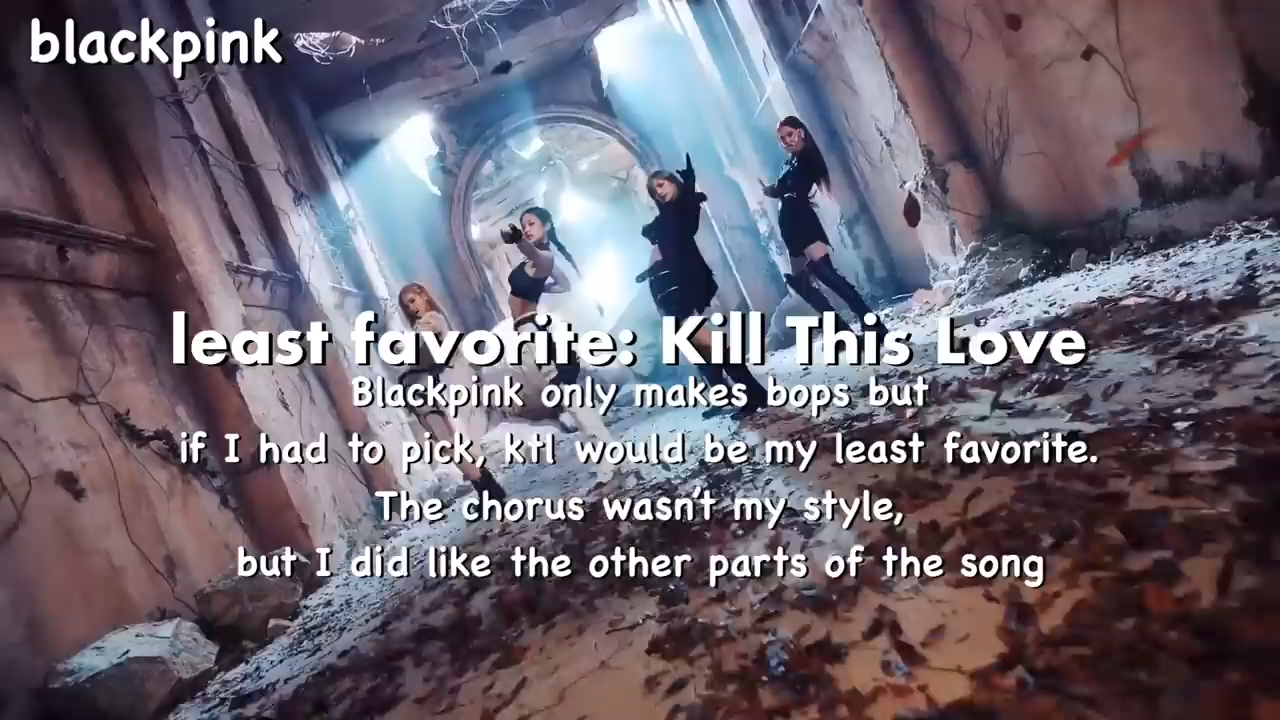 blackpink
least favorite: Kill This Love
Blackpink only makes bops but
if I had to pick, ktl would be my least favorite.
The chorus wasn't my style,
but I did like the other parts of the song